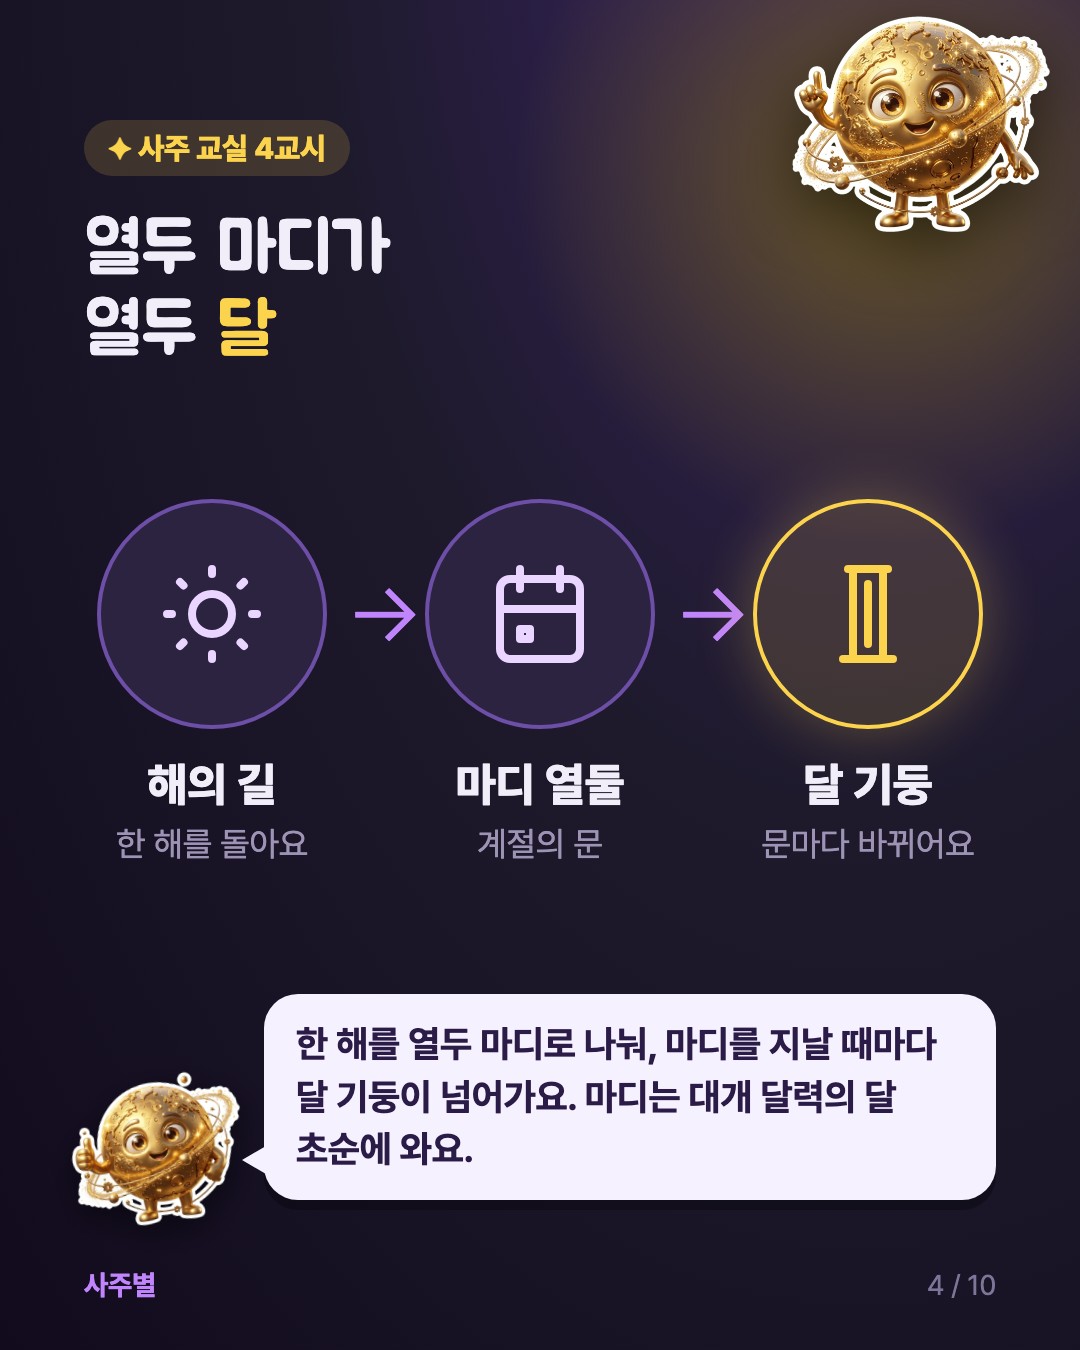 ✦ 사주 교실 4교시
열두 마디가
열두 달
해의 길
한 해를 돌아요
마디 열둘
계절의 문
달 기둥
문마다 바뀌어요
한 해를 열두 마디로 나눠, 마디를 지날 때마다
달 기둥이 넘어가요. 마디는 대개 달력의 달
초순에 와요.
사주별
4 / 10